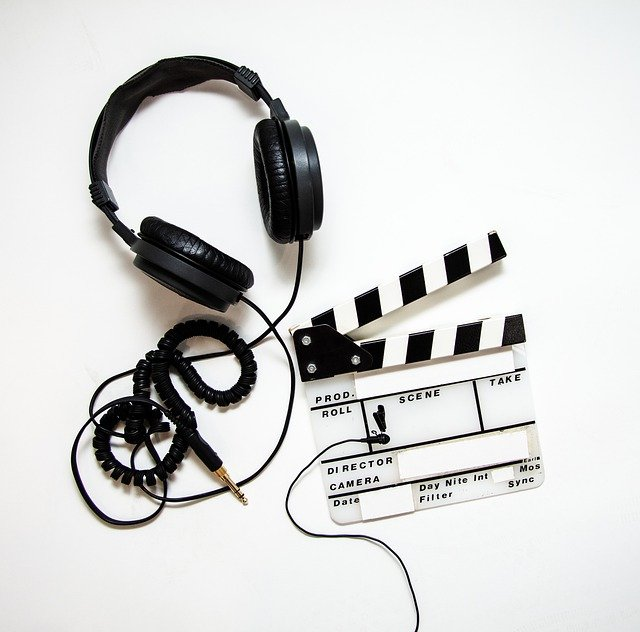 PROD.
ROLL SCENE TAKE
DIRECTOR
CAMERA
Date Day Nite Int Mos
Filter Sync